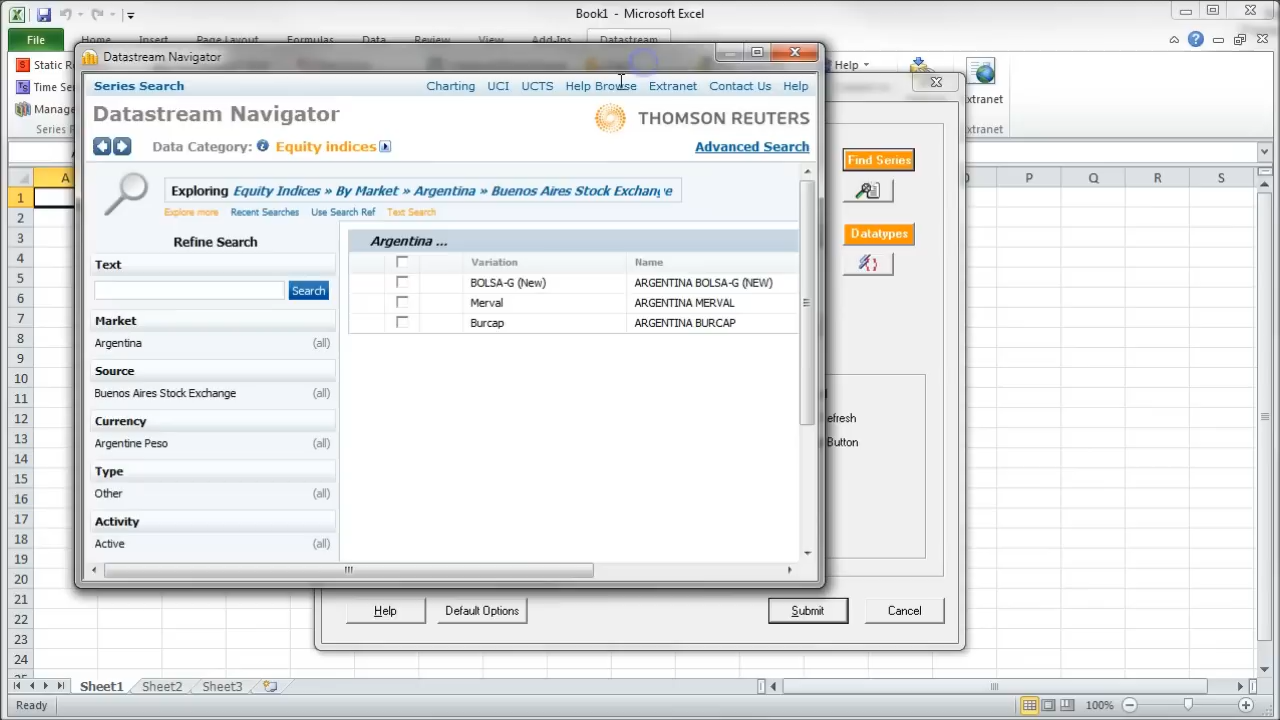 Book1 - Microsoft Excel
File Home Insert Page Layout Formulas Data Review View Add-Ins Datastream
Static R
Time Se
Manage
Series R
Help
Extranet
Extranet
Datastream Navigator
Series Search Charting UCI UCTS Help Browse Extranet Contact Us Help
Datastream Navigator
THOMSON REUTERS
Data Category: Equity indices
Advanced Search
Exploring Equity Indices » By Market » Argentina » Buenos Aires Stock Exchange
Explore more Recent Searches Use Search Ref Text Search
Refine Search
Text
Search
Market
Argentina (all)
Source
Buenos Aires Stock Exchange (all)
Currency
Argentine Peso (all)
Type
Other (all)
Activity
Active (all)
Argentina ...
Variation Name
BOLSA-G (New) ARGENTINA BOLSA-G (NEW)
Merval ARGENTINA MERVAL
Burcap ARGENTINA BURCAP
Find Series
Datatypes
efresh
Button
Help Default Options Submit Cancel
A P Q R S
1
2
3
4
5
6
7
8
9
10
11
12
13
14
15
16
17
18
19
20
21
22
23
24
Sheet1 Sheet2 Sheet3
Ready 100%